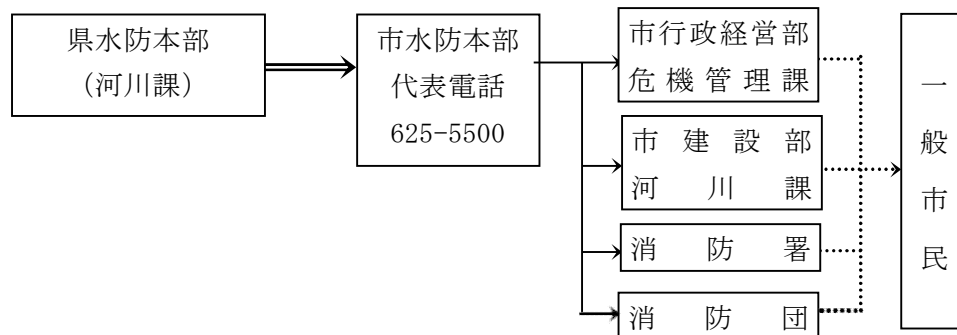 県水防本部
（河川課）
市水防本部
代表電話
625-5500
市行政経営部
危機管理課
市建設部
河川課
消防署
消防団
一般市民